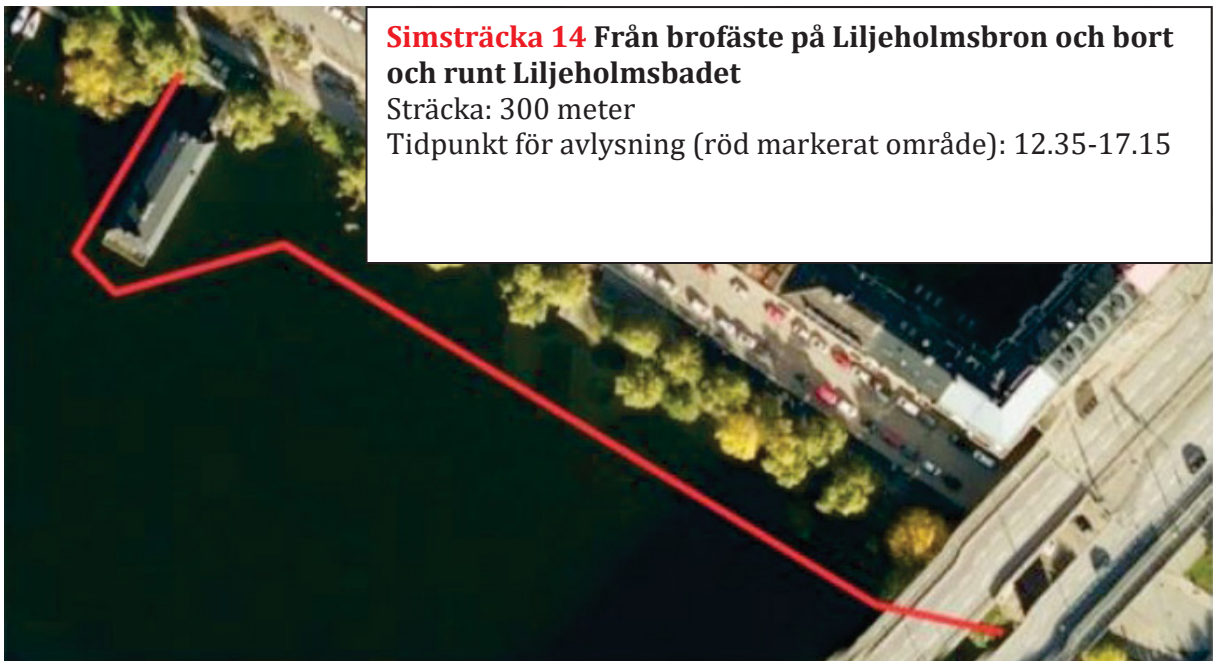 Simsträcka 14 Från brofäste på Liljeholmsbron och bort
och runt Liljeholmsbadet
Sträcka: 300 meter
Tidpunkt för avlysning (röd markerat område): 12.35-17.15